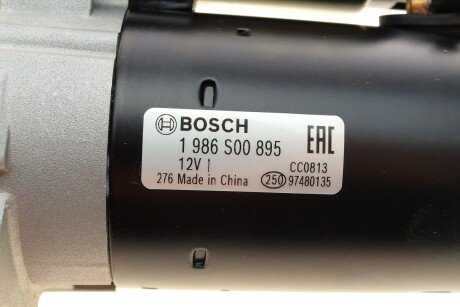 BOSCH
1 986 S00 895 EAC
12V | CC0813
276 Made in China 250 97480135